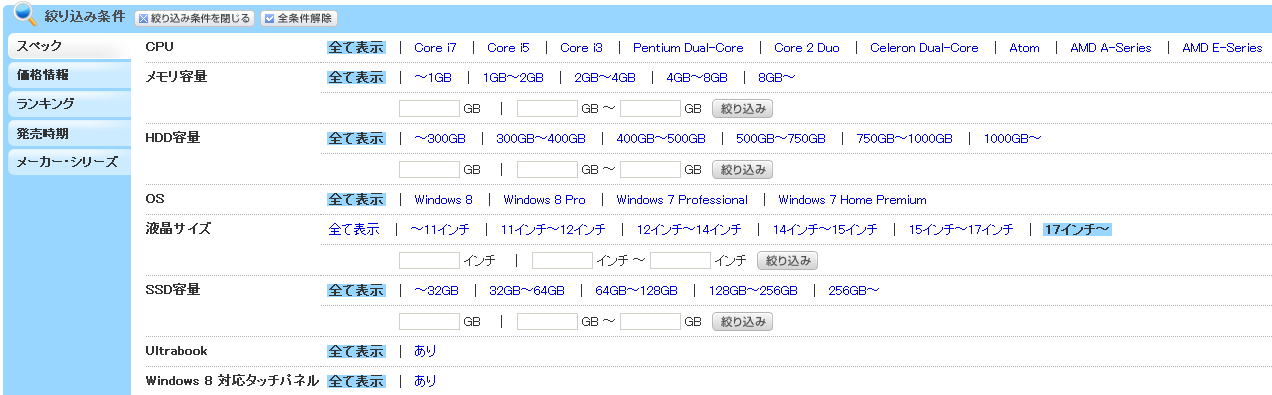 絞り込み条件 絞り込み条件を閉じる 全条件解除
スペック
価格情報
ランキング
発売時期
メーカー・シリーズ
CPU 全て表示 | Core i7 | Core i5 | Core i3 | Pentium Dual-Core | Core 2 Duo | Celeron Dual-Core | Atom | AMD A-Series | AMD E-Series
メモリ容量 全て表示 | ～1GB | 1GB～2GB | 2GB～4GB | 4GB～8GB | 8GB～
GB | GB ～ GB 絞り込み
HDD容量 全て表示 | ～300GB | 300GB～400GB | 400GB～500GB | 500GB～750GB | 750GB～1000GB | 1000GB～
GB | GB ～ GB 絞り込み
OS 全て表示 | Windows 8 | Windows 8 Pro | Windows 7 Professional | Windows 7 Home Premium
液晶サイズ 全て表示 | ～11インチ | 11インチ～12インチ | 12インチ～14インチ | 14インチ～15インチ | 15インチ～17インチ | 17インチ～
インチ | インチ ～ インチ 絞り込み
SSD容量 全て表示 | ～32GB | 32GB～64GB | 64GB～128GB | 128GB～256GB | 256GB～
GB | GB ～ GB 絞り込み
Ultrabook 全て表示 | あり
Windows 8 対応タッチパネル 全て表示 | あり